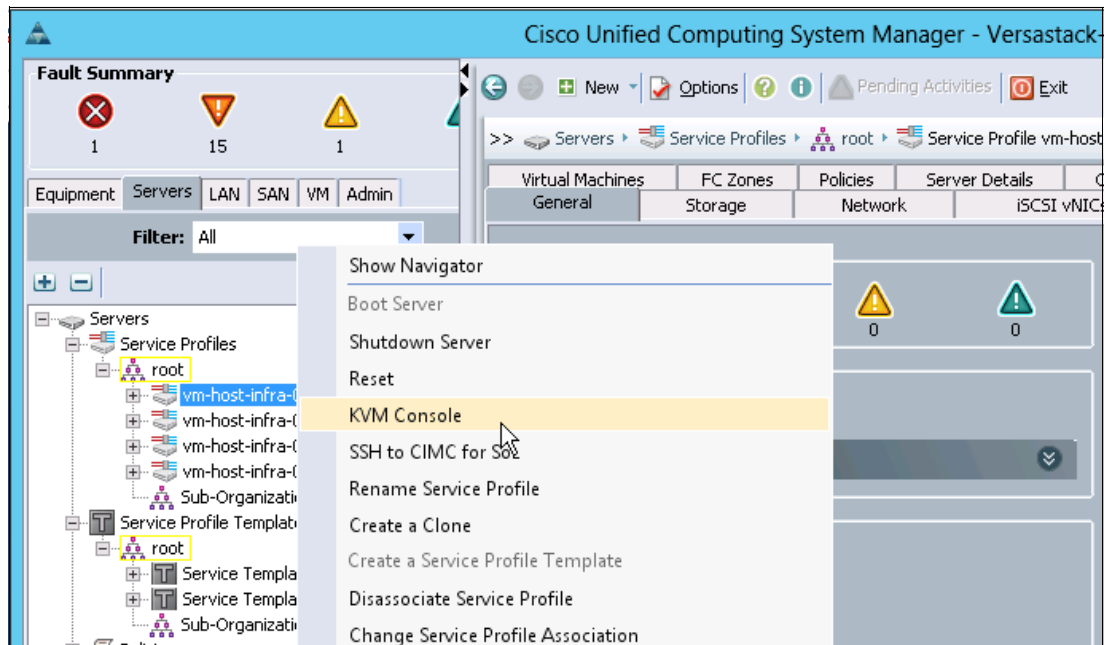 Cisco Unified Computing System Manager - Versastack-
Fault Summary
1 15 1
New Options Pending Activities Exit
>> Servers Service Profiles root Service Profile vm-host
Equipment Servers LAN SAN VM Admin
Filter: All
Virtual Machines FC Zones Policies Server Details
General Storage Network iSCSI vNICs
0 0
Servers
Service Profiles
root
vm-host-infra-0
vm-host-infra-0
vm-host-infra-0
vm-host-infra-0
Sub-Organizati
Service Profile Templat
root
Service Templa
Service Templa
Sub-Organizati
Show Navigator
Boot Server
Shutdown Server
Reset
KVM Console
SSH to CIMC for SoL
Rename Service Profile
Create a Clone
Create a Service Profile Template
Disassociate Service Profile
Change Service Profile Association